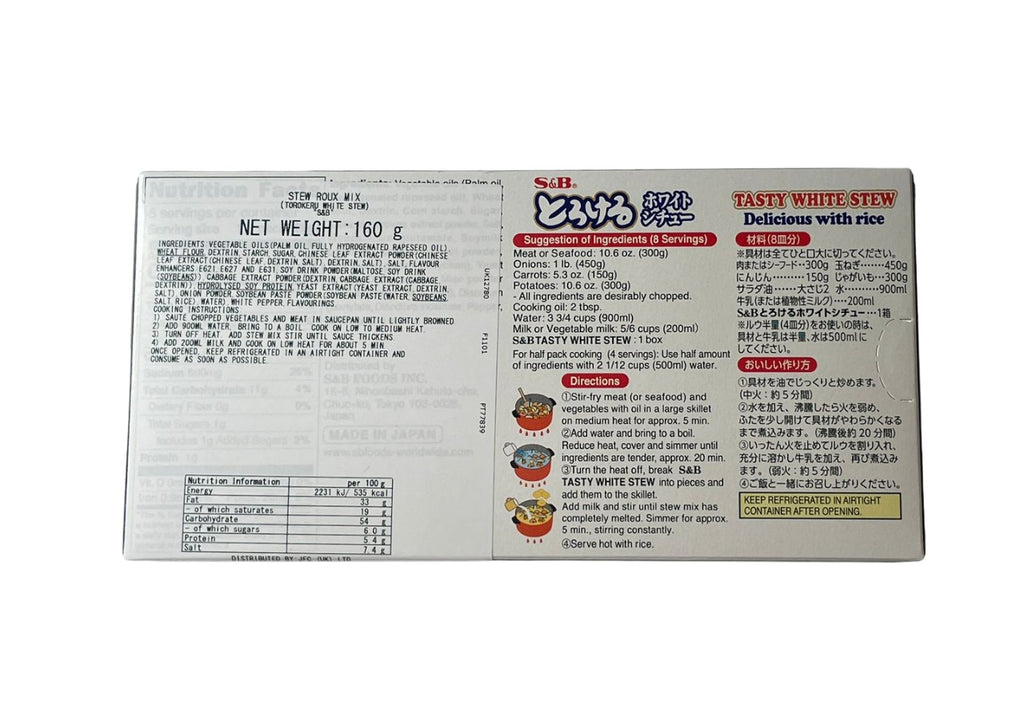 Nutrition
STEW ROUX MIX
(TOROKERU WHITE STEW)
"S&B"
NET WEIGHT:160 g
INGREDIENTS VEGETABLE OILS(PALM OIL, FULLY HYDROGENATED RAPESEED OIL),
WHEAT FLOUR, DEXTRIN, STARCH, SUGAR, CHINESE LEAF EXTRACT POWDER(CHINESE
LEAF EXTRACT(CHINESE LEAF, DEXTRIN, SALT), DEXTRIN, SALT), SALT, FLAVOUR
ENHANCERS: E621, E627 AND E631, SOY DRINK POWDER(MALTOSE, SOY DRINK
(SOYBEANS)), CABBAGE EXTRACT POWDER(DEXTRIN, CABBAGE EXTRACT(CABBAGE,
DEXTRIN)), HYDROLYSED SOY PROTEIN, YEAST EXTRACT(YEAST EXTRACT, DEXTRIN,
SALT), ONION POWDER, SOYBEAN PASTE POWDER(SOYBEAN PASTE(WATER, SOYBEANS,
SALT, RICE), WATER), WHITE PEPPER, FLAVOURINGS.
COOKING INSTRUCTIONS
1) SAUTE CHOPPED VEGETABLES AND MEAT IN SAUCEPAN UNTIL LIGHTLY BROWNED
2) ADD 900ML WATER. BRING TO A BOIL. COOK ON LOW TO MEDIUM HEAT.
3) TURN OFF HEAT. ADD STEW MIX STIR UNTIL SAUCE THICKENS
4) ADD 200ML MILK AND COOK ON LOW HEAT FOR ABOUT 5 MIN.
ONCE OPENED, KEEP REFRIGERATED IN AN AIRTIGHT CONTAINER AND
CONSUME AS SOON AS POSSIBLE.
UK12780
F1101
PT77839
Distributed by
S&B FOODS INC.
MADE IN JAPAN
www.sbfoods-worldwide.com
Nutrition Information per 100 g
Energy 2231 kJ/ 535 kcal
Fat 33 g
- of which saturates 19 g
Carbohydrate 54 g
- of which sugars 6.0 g
Protein 5.4 g
Salt 7.4 g
DISTRIBUTED BY: JFC (UK) LTD
S&B®
とろける ホワイト
シチュー
Suggestion of Ingredients (8 Servings)
Meat or Seafood: 10.6 oz. (300g)
Onions: 1 lb. (450g)
Carrots: 5.3 oz. (150g)
Potatoes: 10.6 oz. (300g)
- All ingredients are desirably chopped.
Cooking oil: 2 tbsp.
Water: 3 3/4 cups (900ml)
Milk or Vegetable milk: 5/6 cups (200ml)
S&B TASTY WHITE STEW : 1 box
For half pack cooking (4 servings): Use half amount
of ingredients with 2 1/12 cups (500ml) water.
Directions
①Stir-fry meat (or seafood) and
vegetables with oil in a large skillet
on medium heat for approx. 5 min.
②Add water and bring to a boil.
Reduce heat, cover and simmer until
ingredients are tender, approx. 20 min.
③Turn the heat off, break S&B
TASTY WHITE STEW into pieces and
add them to the skillet.
Add milk and stir until stew mix has
completely melted. Simmer for approx.
5 min., stirring constantly.
④Serve hot with rice.
TASTY WHITE STEW
Delicious with rice
材料(8皿分)
※具材は全てひと口大に切ってください。
肉またはシーフード…300g 玉ねぎ………450g
にんじん…………150g じゃがいも…300g
サラダ油……大さじ2 水…………900ml
牛乳(または植物性ミルク)…200ml
S&Bとろけるホワイトシチュー…1箱
※ルウ半量(4皿分)をお使いの時は、
具材と牛乳は半量、水は500mlに
してください。
おいしい作り方
①具材を油でじっくりと炒めます。
(中火：約5分間)
②水を加え、沸騰したら火を弱め、
ふたを少し開けて具材がやわらかくなる
まで煮込みます。(沸騰後約20分間)
③いったん火を止めてルウを割り入れ、
充分に溶かし牛乳を加え、再び煮込み
ます。(弱火：約5分間)
④ご飯と一緒にお召し上がりください。
KEEP REFRIGERATED IN AIRTIGHT
CONTAINER AFTER OPENING.